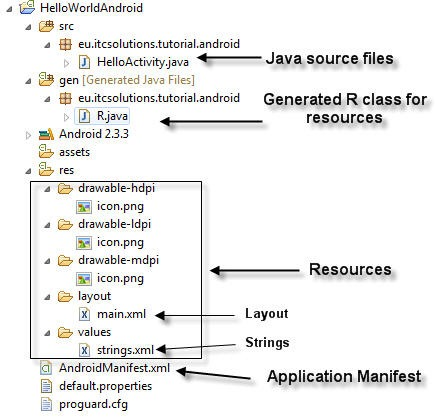 HelloWorldAndroid
src
eu.itcsolutions.tutorial.android
HelloActivity.java
Java source files
gen [Generated Java Files]
eu.itcsolutions.tutorial.android
R.java
Generated R class for
resources
Android 2.3.3
assets
res
drawable-hdpi
icon.png
drawable-ldpi
icon.png
drawable-mdpi
icon.png
Resources
layout
main.xml
Layout
values
strings.xml
Strings
AndroidManifest.xml
Application Manifest
default.properties
proguard.cfg